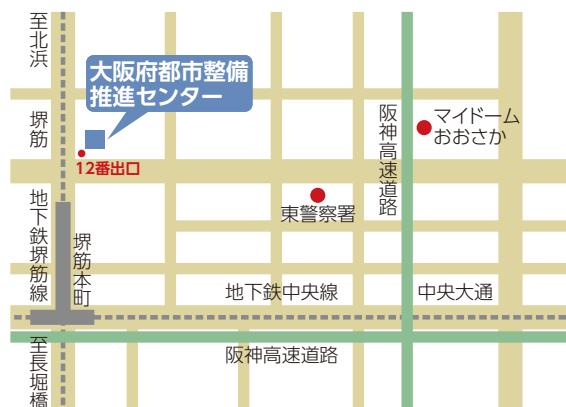 至北浜
大阪府都市整備
推進センター
堺筋
12番出口
阪神高速道路
マイドーム
おおさか
東警察署
地下鉄堺筋線
堺筋本町
地下鉄中央線
中央大通
至長堀橋
阪神高速道路